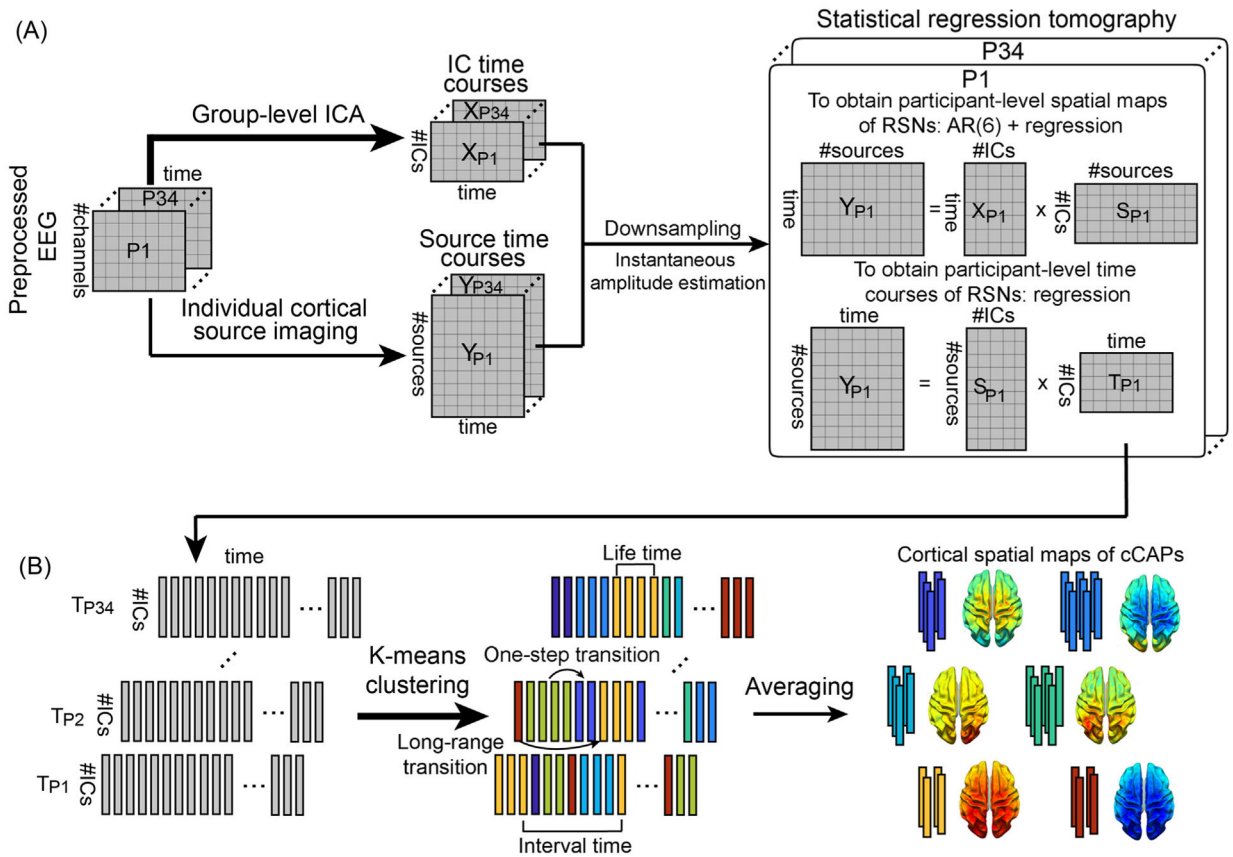 (A)
Preprocessed
EEG
#channels
time
P34
P1
Group-level ICA
Individual cortical
source imaging
IC time
courses
XP34
XP1
#ICs
time
Source time
courses
YP34
YP1
#sources
time
Downsampling
Instantaneous
amplitude estimation
Statistical regression tomography
P34
P1
To obtain participant-level spatial maps
of RSNs: AR(6) + regression
#sources
time
YP1
=
#ICs
time
XP1
x
#sources
#ICs
SP1
To obtain participant-level time
courses of RSNs: regression
time
#sources
YP1
=
#ICs
#sources
SP1
x
time
#ICs
TP1
(B)
time
TP34
#ICs
...
TP2
#ICs
...
TP1
#ICs
...
K-means
clustering
Life time
...
One-step transition
...
Long-range
transition
...
Interval time
Averaging
Cortical spatial maps of cCAPs